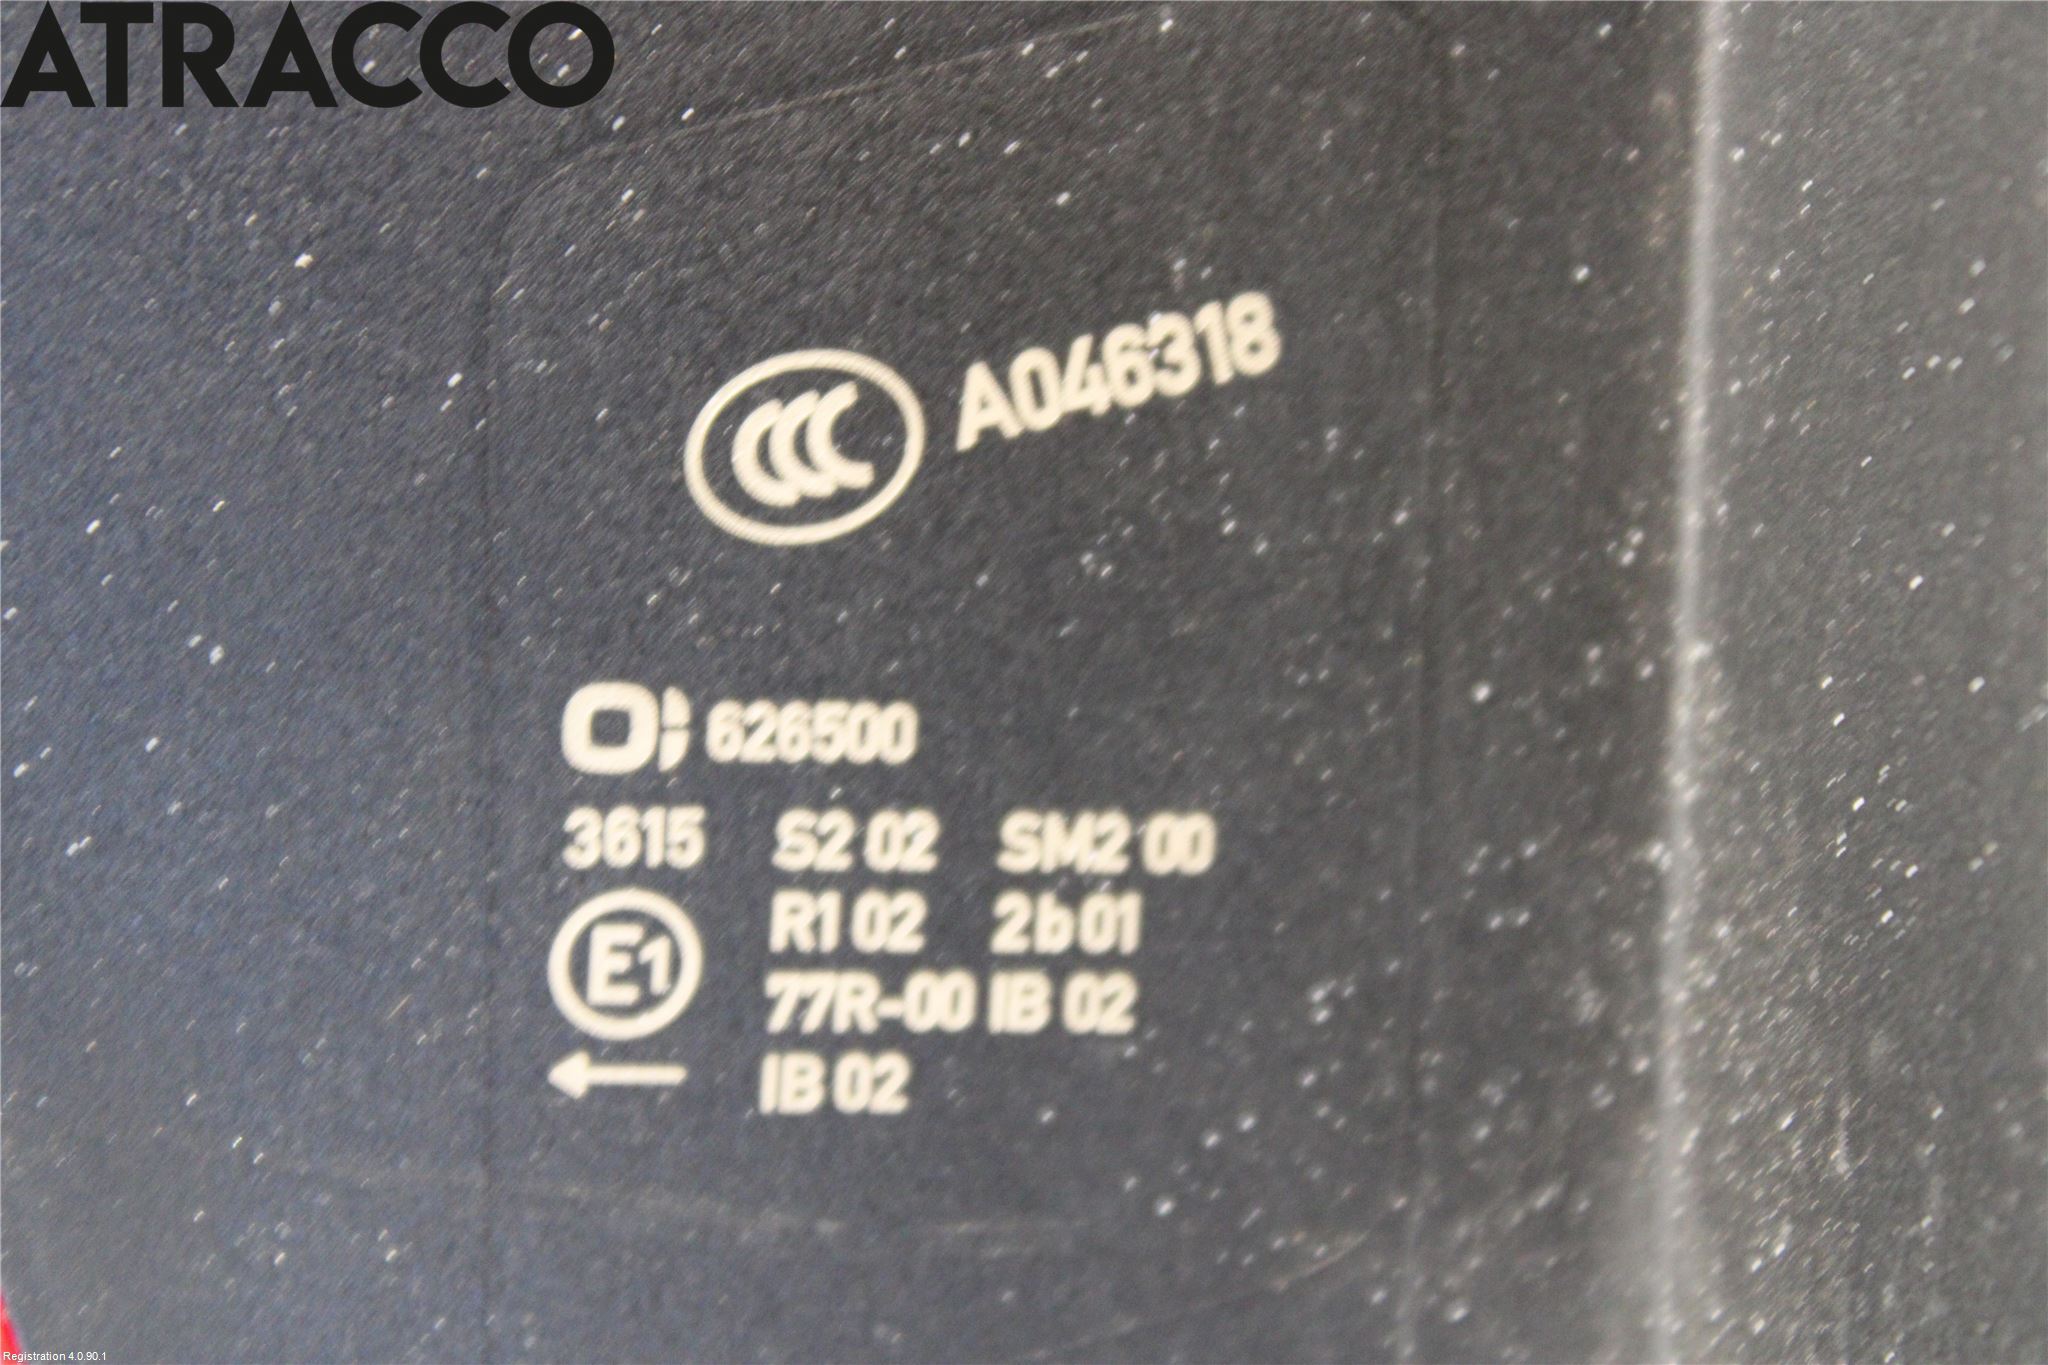 ATRACCO
CCC A046318
626500
3615 S2 02 SM2 00
R1 02 2b 01
E1
77R-00 IB 02
IB 02
Registration 4.0.90.1